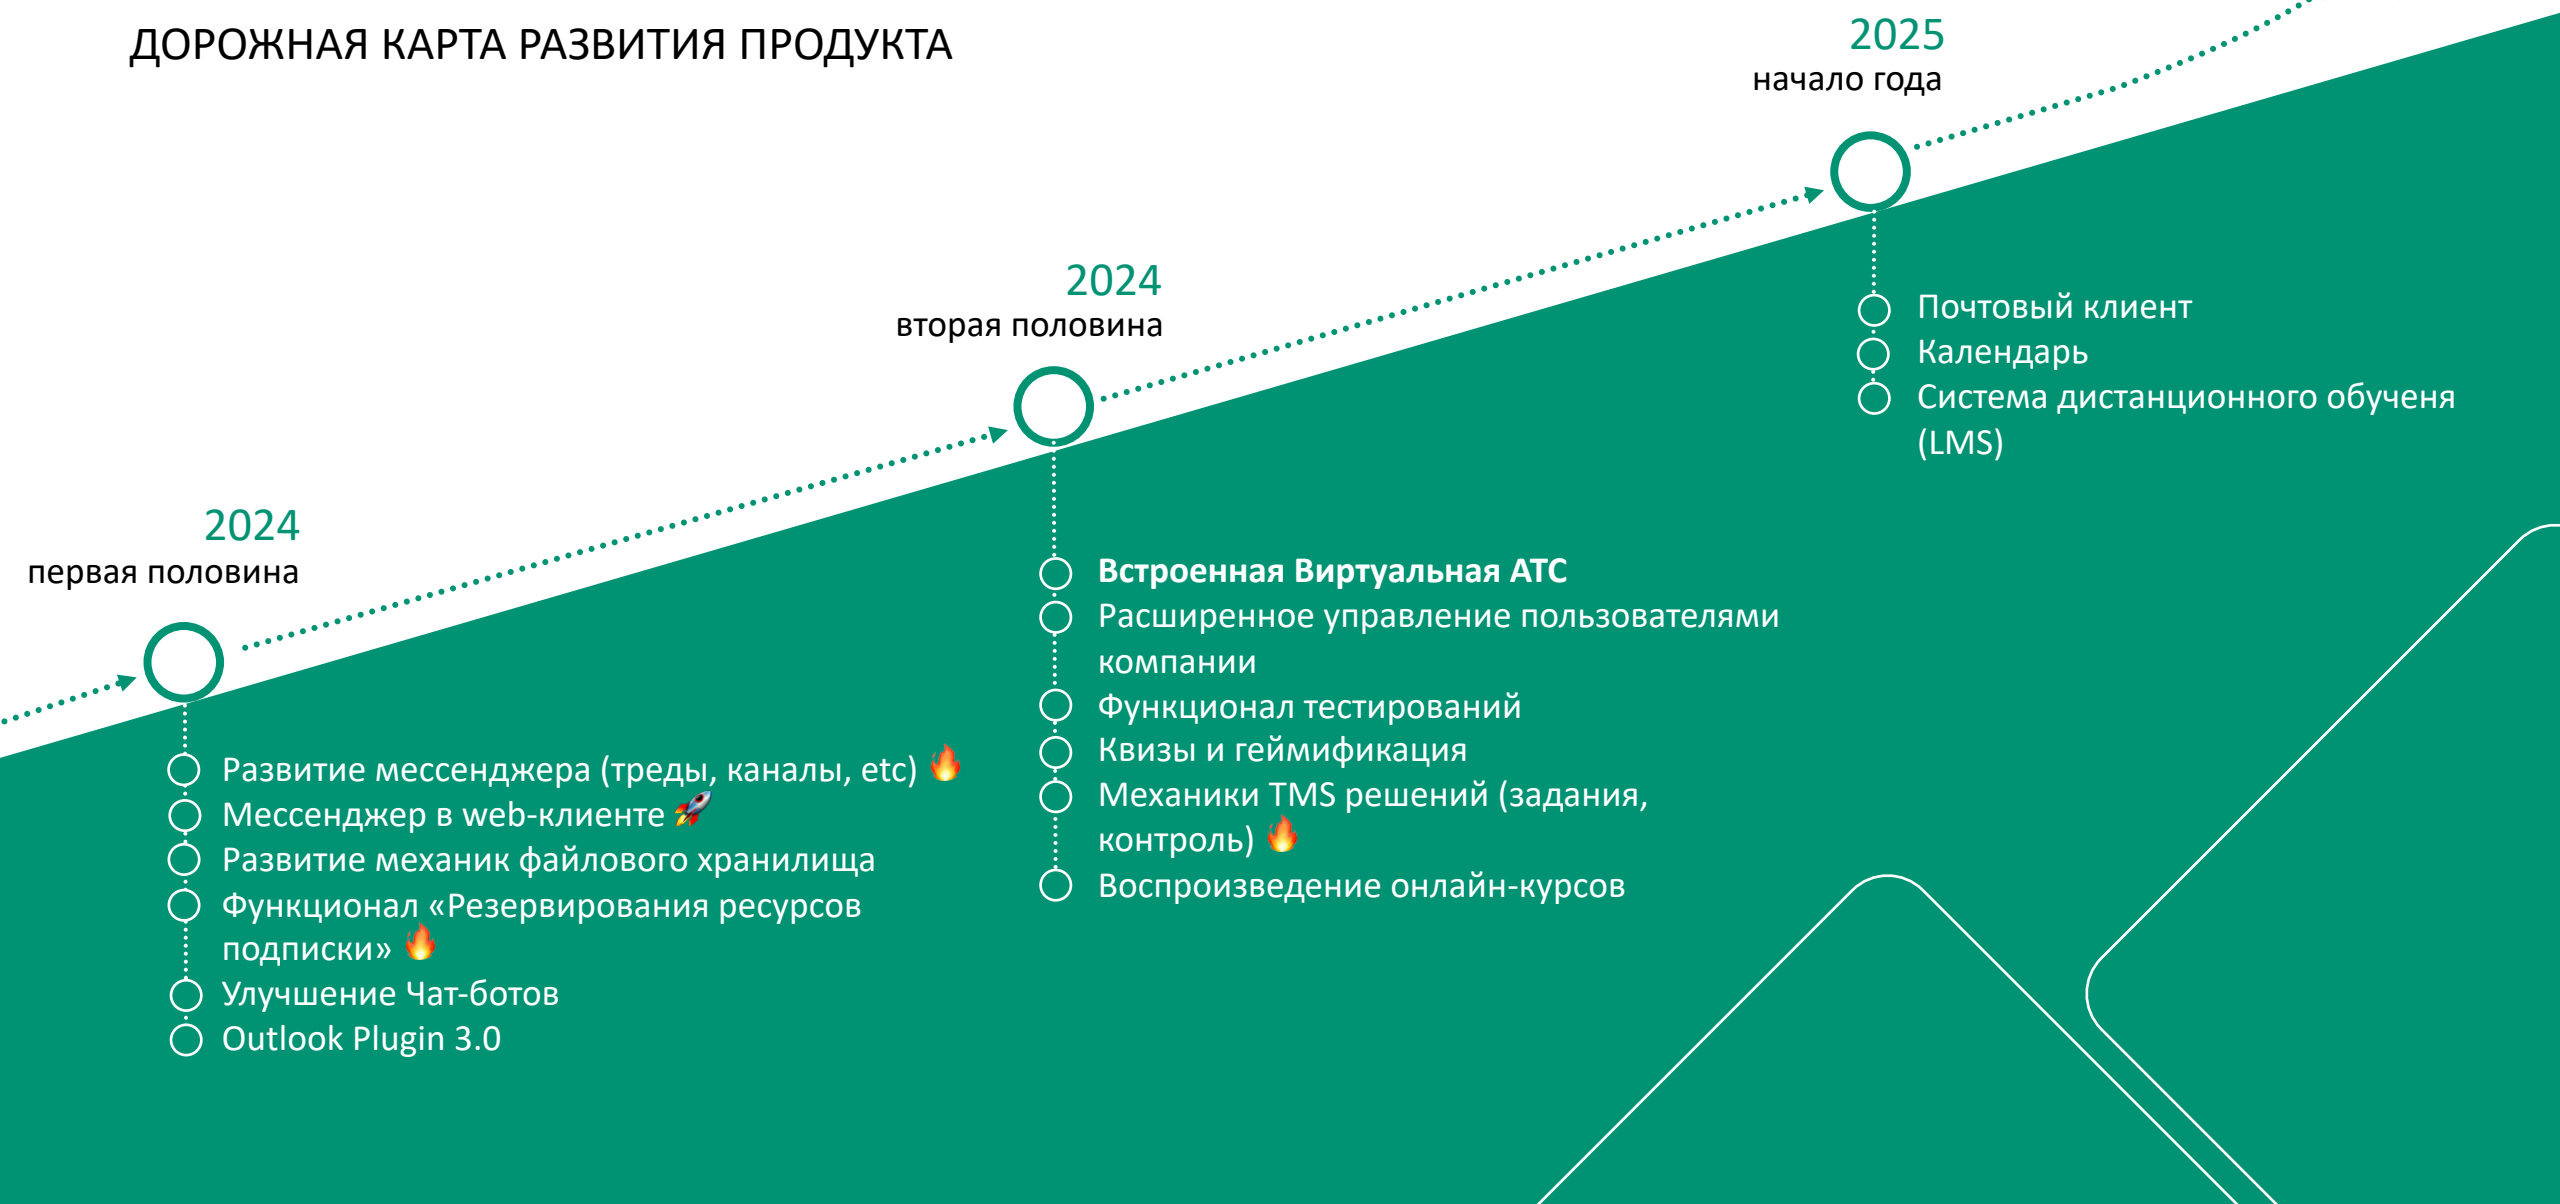 ДОРОЖНАЯ КАРТА РАЗВИТИЯ ПРОДУКТА
2024
первая половина
Развитие мессенджера (треды, каналы, etc) 🔥
Мессенджер в web-клиенте 🚀
Развитие механик файлового хранилища
Функционал «Резервирования ресурсов
подписки» 🔥
Улучшение Чат-ботов
Outlook Plugin 3.0
2024
вторая половина
Встроенная Виртуальная АТС
Расширенное управление пользователями
компании
Функционал тестирований
Квизы и геймификация
Механики TMS решений (задания,
контроль) 🔥
Воспроизведение онлайн-курсов
2025
начало года
Почтовый клиент
Календарь
Система дистанционного обученя
(LMS)